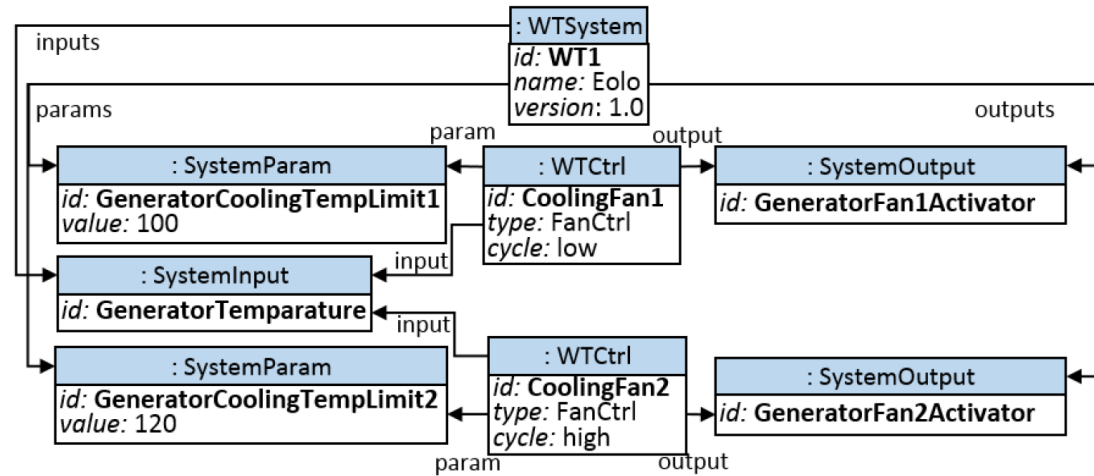 : WTSystem
id: WT1
name: Eolo
version: 1.0
inputs
params
outputs
param
output
: SystemParam
id: GeneratorCoolingTempLimit1
value: 100
: WTCtrl
id: CoolingFan1
type: FanCtrl
cycle: low
: SystemOutput
id: GeneratorFan1Activator
input
: SystemInput
id: GeneratorTemparature
input
: SystemParam
id: GeneratorCoolingTempLimit2
value: 120
: WTCtrl
id: CoolingFan2
type: FanCtrl
cycle: high
: SystemOutput
id: GeneratorFan2Activator
param
output